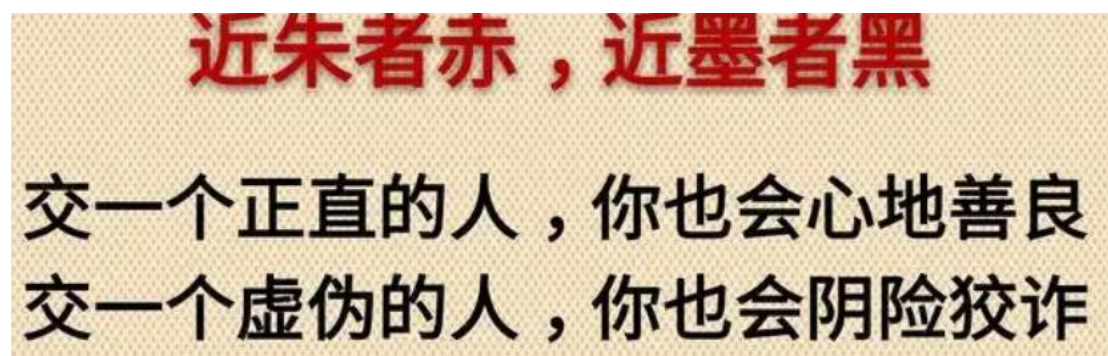 近朱者赤，近墨者黑
交一个正直的人，你也会心地善良
交一个虚伪的人，你也会阴险狡诈